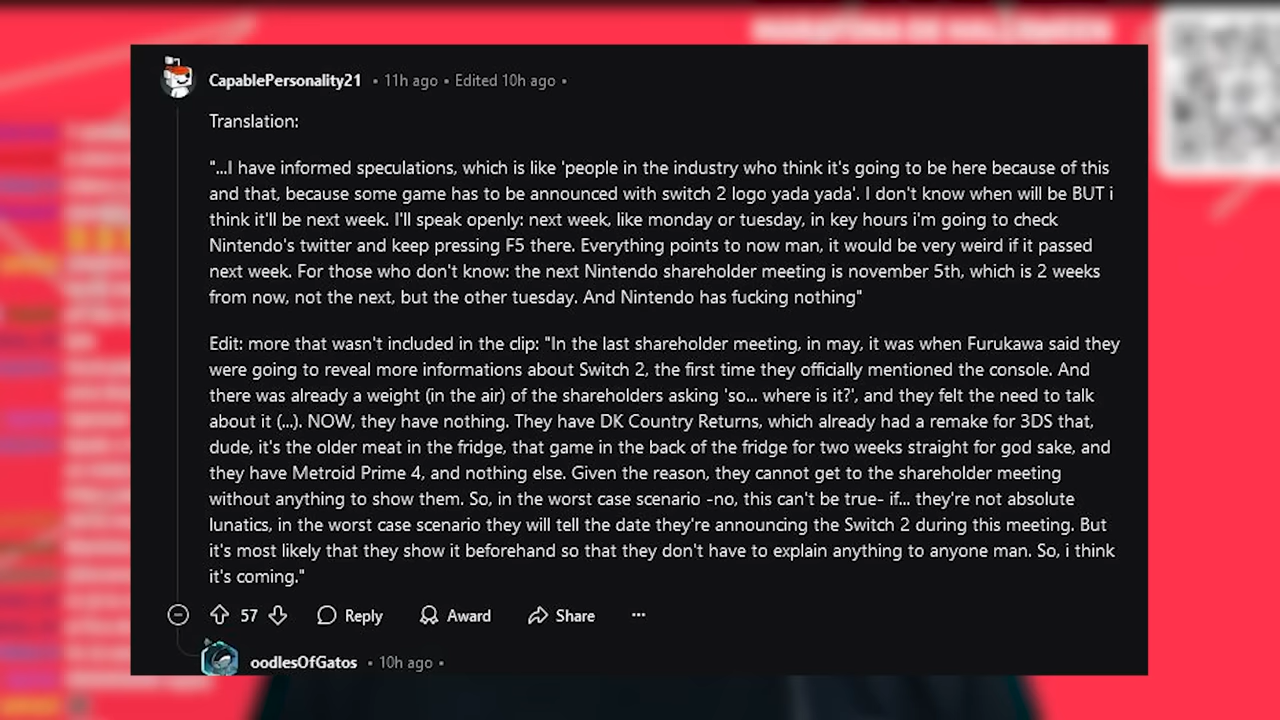 CapablePersonality21 • 11h ago • Edited 10h ago •
Translation:
"...I have informed speculations, which is like 'people in the industry who think it's going to be here because of this
and that, because some game has to be announced with switch 2 logo yada yada'. I don't know when will be BUT i
think it'll be next week. I'll speak openly: next week, like monday or tuesday, in key hours i'm going to check
Nintendo's twitter and keep pressing F5 there. Everything points to now man, it would be very weird if it passed
next week. For those who don't know: the next Nintendo shareholder meeting is november 5th, which is 2 weeks
from now, not the next, but the other tuesday. And Nintendo has fucking nothing"
Edit: more that wasn't included in the clip: "In the last shareholder meeting, in may, it was when Furukawa said they
were going to reveal more informations about Switch 2, the first time they officially mentioned the console. And
there was already a weight (in the air) of the shareholders asking 'so... where is it?', and they felt the need to talk
about it (...). NOW, they have nothing. They have DK Country Returns, which already had a remake for 3DS that,
dude, it's the older meat in the fridge, that game in the back of the fridge for two weeks straight for god sake, and
they have Metroid Prime 4, and nothing else. Given the reason, they cannot get to the shareholder meeting
without anything to show them. So, in the worst case scenario -no, this can't be true- if... they're not absolute
lunatics, in the worst case scenario they will tell the date they're announcing the Switch 2 during this meeting. But
it's most likely that they show it beforehand so that they don't have to explain anything to anyone man. So, i think
it's coming."
57 Reply Award Share ...
oodlesOfGatos • 10h ago •